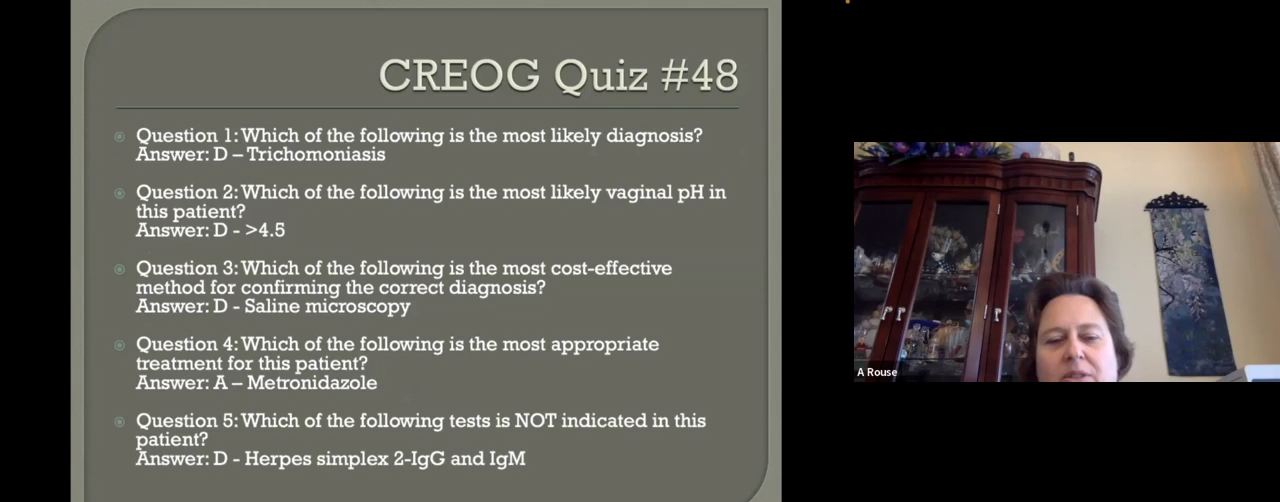 CREOG Quiz #48
Question 1: Which of the following is the most likely diagnosis?
Answer: D – Trichomoniasis
Question 2: Which of the following is the most likely vaginal pH in
this patient?
Answer: D - >4.5
Question 3: Which of the following is the most cost-effective
method for confirming the correct diagnosis?
Answer: D - Saline microscopy
Question 4: Which of the following is the most appropriate
treatment for this patient?
Answer: A – Metronidazole
Question 5: Which of the following tests is NOT indicated in this
patient?
Answer: D - Herpes simplex 2-IgG and IgM
A Rouse